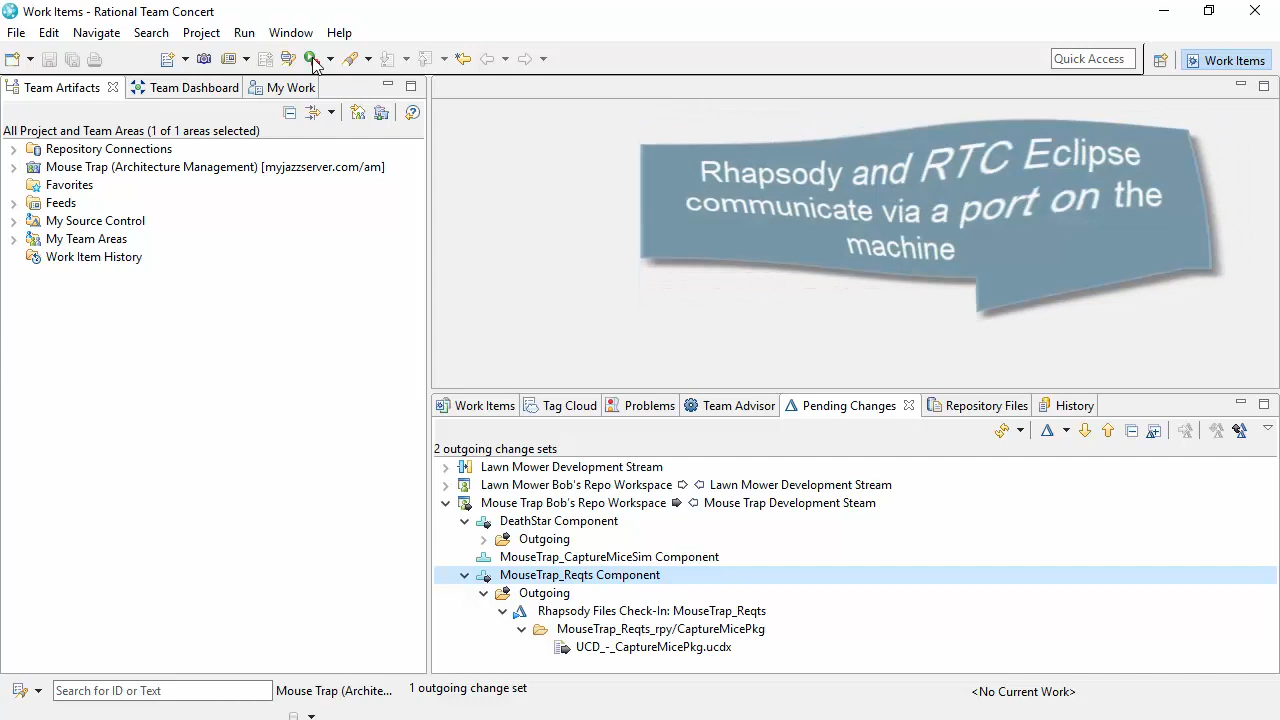 Work Items - Rational Team Concert
File Edit Navigate Search Project Run Window Help
Quick Access Work Items
Team Artifacts Team Dashboard My Work
All Project and Team Areas (1 of 1 areas selected)
Repository Connections
Mouse Trap (Architecture Management) [myjazzserver.com/am]
Favorites
Feeds
My Source Control
My Team Areas
Work Item History
Rhapsody and RTC Eclipse
communicate via a port on the
machine
Work Items Tag Cloud Problems Team Advisor Pending Changes Repository Files History
2 outgoing change sets
Lawn Mower Development Stream
Lawn Mower Bob's Repo Workspace Lawn Mower Development Stream
Mouse Trap Bob's Repo Workspace Mouse Trap Development Steam
DeathStar Component
Outgoing
MouseTrap_CaptureMiceSim Component
MouseTrap_Reqts Component
Outgoing
Rhapsody Files Check-In: MouseTrap_Reqts
MouseTrap_Reqts_rpy/CaptureMicePkg
UCD_-_CaptureMicePkg.ucdx
Search for ID or Text Mouse Trap (Archite... 1 outgoing change set <No Current Work>